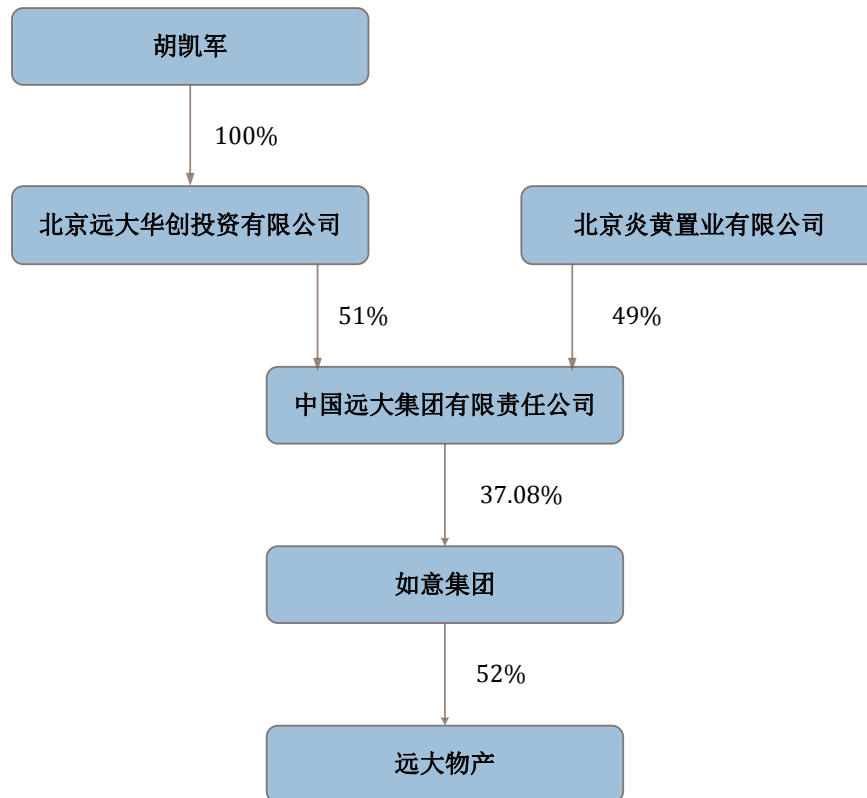 胡凯军
100%
北京远大华创投资有限公司
北京炎黄置业有限公司
51%
49%
中国远大集团有限责任公司
37.08%
如意集团
52%
远大物产